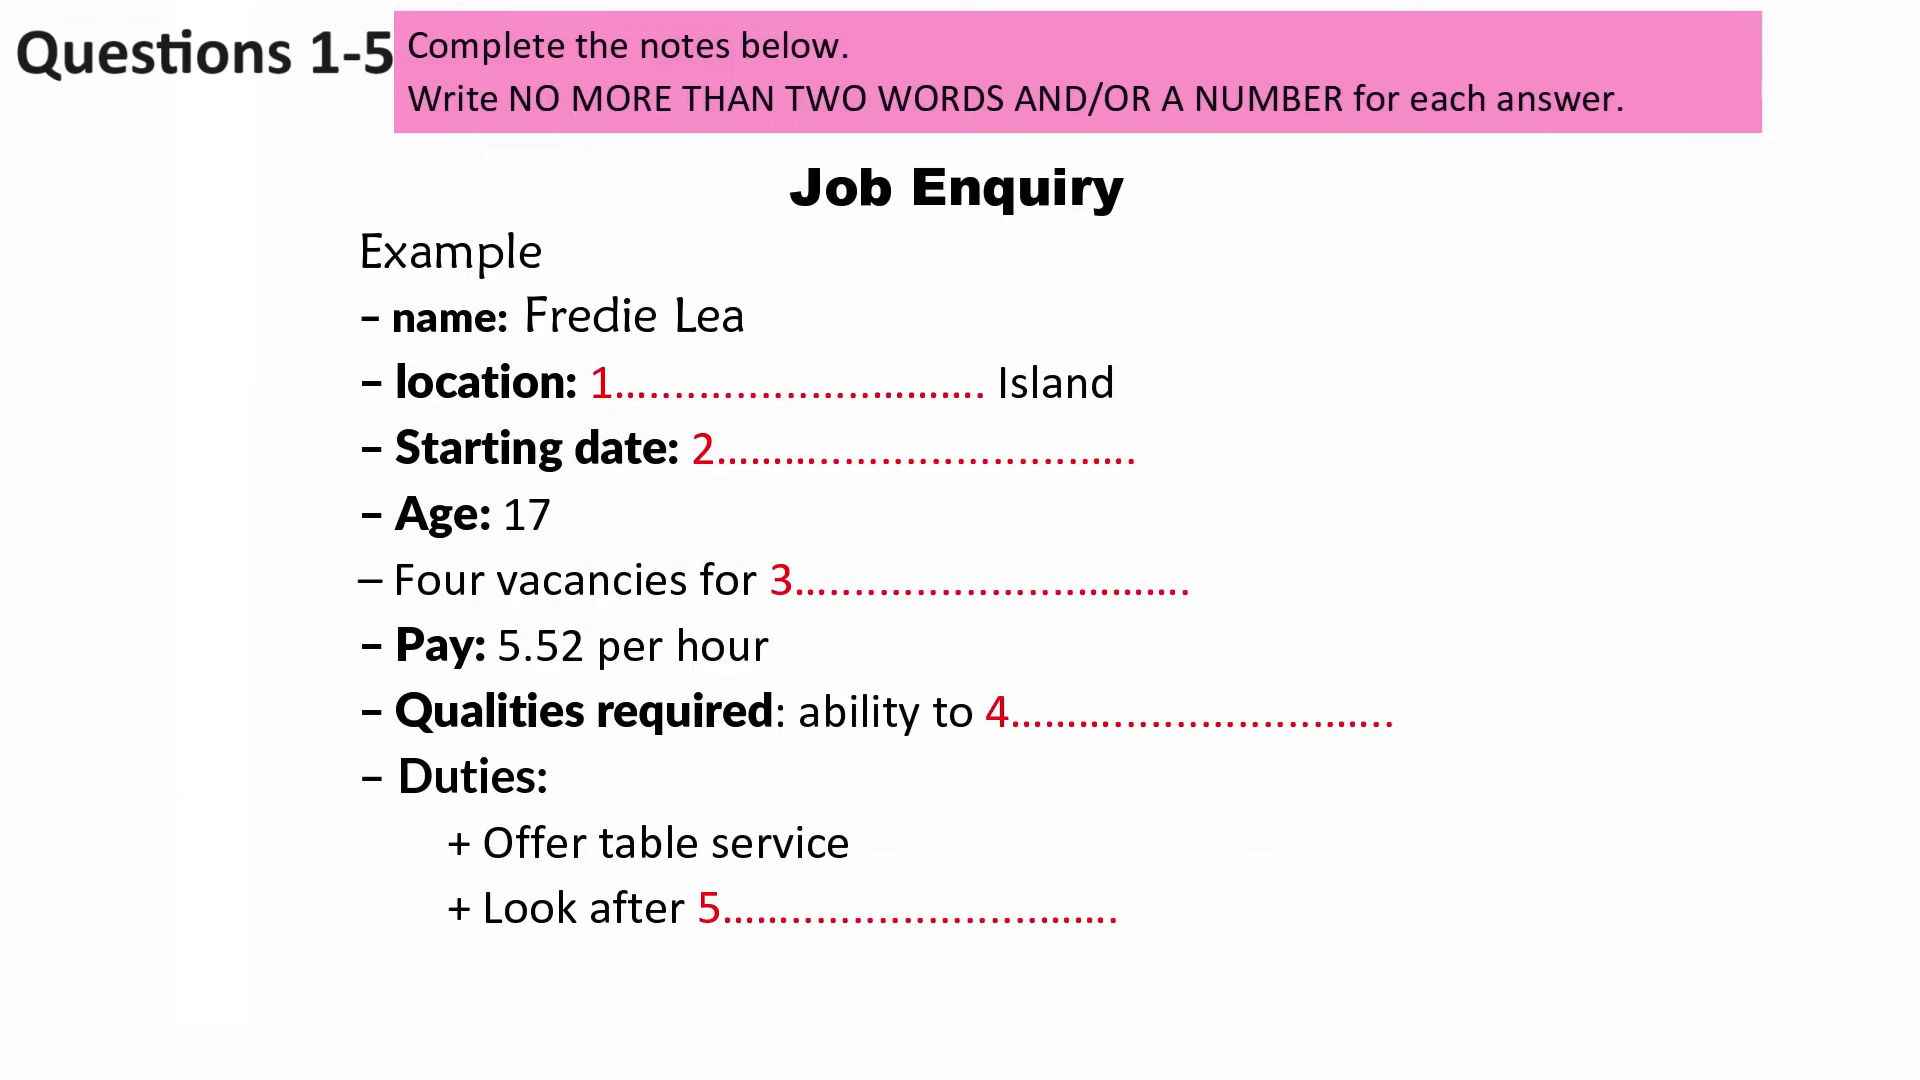 Questions 1-5
Complete the notes below.
Write NO MORE THAN TWO WORDS AND/OR A NUMBER for each answer.
Job Enquiry
Example
– name: Fredie Lea
– location: 1................................ Island
– Starting date: 2................................
– Age: 17
– Four vacancies for 3................................
– Pay: 5.52 per hour
– Qualities required: ability to 4................................
– Duties:
+ Offer table service
+ Look after 5................................